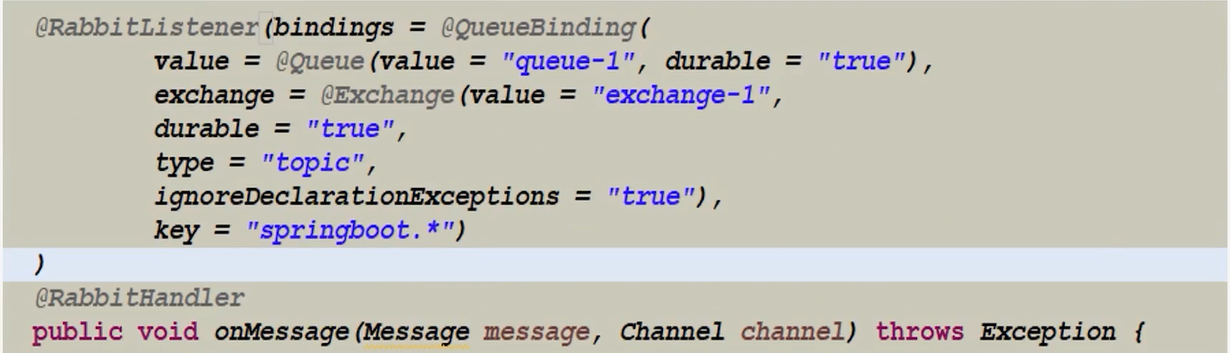 @RabbitListener(bindings = @QueueBinding(
value = @Queue(value = "queue-1", durable = "true"),
exchange = @Exchange(value = "exchange-1",
durable = "true",
type = "topic",
ignoreDeclarationExceptions = "true"),
key = "springboot.*")
)
@RabbitHandler
public void onMessage(Message message, Channel channel) throws Exception {